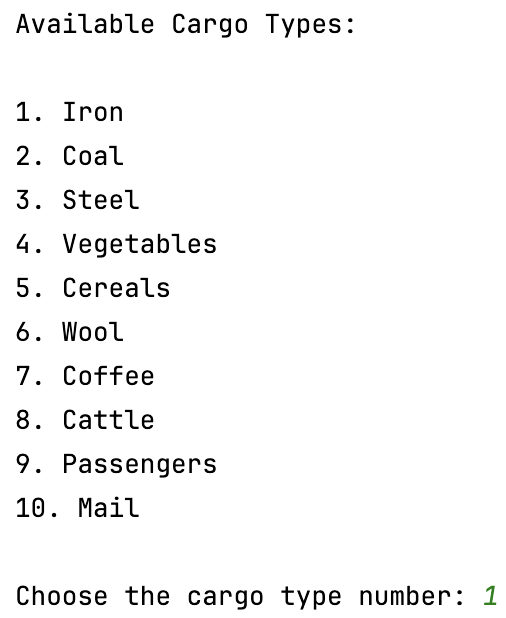 Available Cargo Types:
1. Iron
2. Coal
3. Steel
4. Vegetables
5. Cereals
6. Wool
7. Coffee
8. Cattle
9. Passengers
10. Mail
Choose the cargo type number: 1